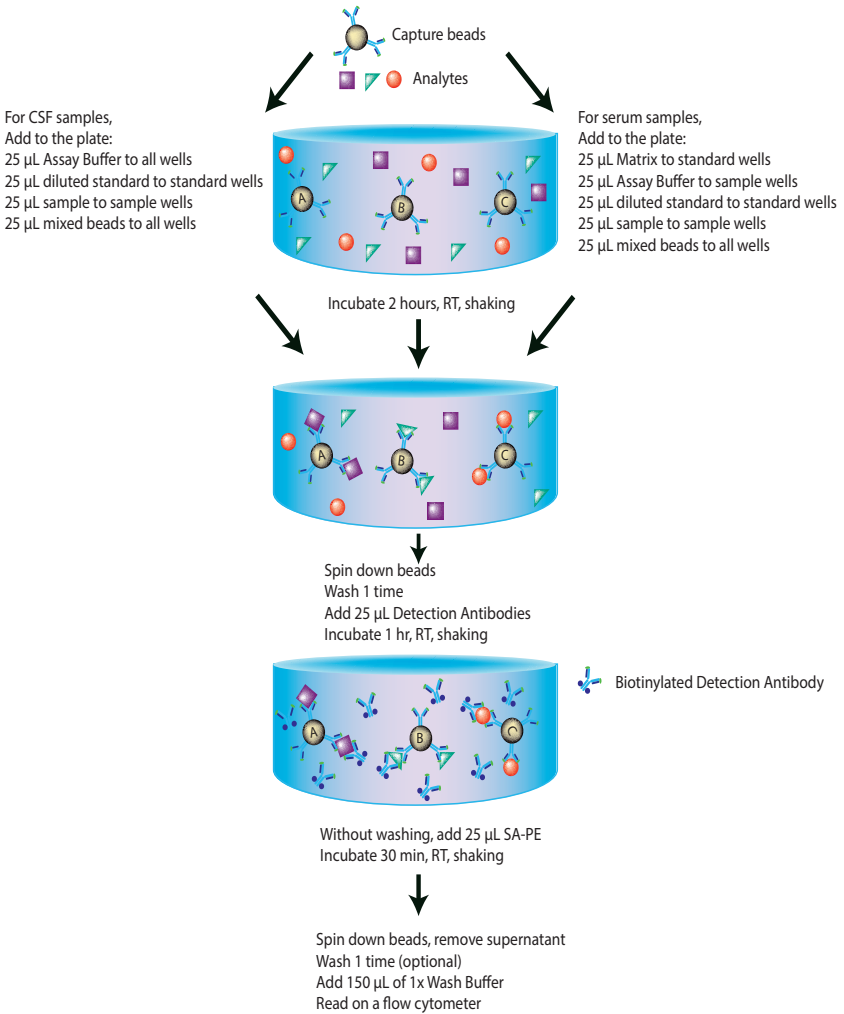 Capture beads
Analytes
For CSF samples,
Add to the plate:
25 µL Assay Buffer to all wells
25 µL diluted standard to standard wells
25 µL sample to sample wells
25 µL mixed beads to all wells
For serum samples,
Add to the plate:
25 µL Matrix to standard wells
25 µL Assay Buffer to sample wells
25 µL diluted standard to standard wells
25 µL sample to sample wells
25 µL mixed beads to all wells
A
B
C
Incubate 2 hours, RT, shaking
A
B
C
Spin down beads
Wash 1 time
Add 25 µL Detection Antibodies
Incubate 1 hr, RT, shaking
Biotinylated Detection Antibody
A
B
C
Without washing, add 25 µL SA-PE
Incubate 30 min, RT, shaking
Spin down beads, remove supernatant
Wash 1 time (optional)
Add 150 µL of 1x Wash Buffer
Read on a flow cytometer